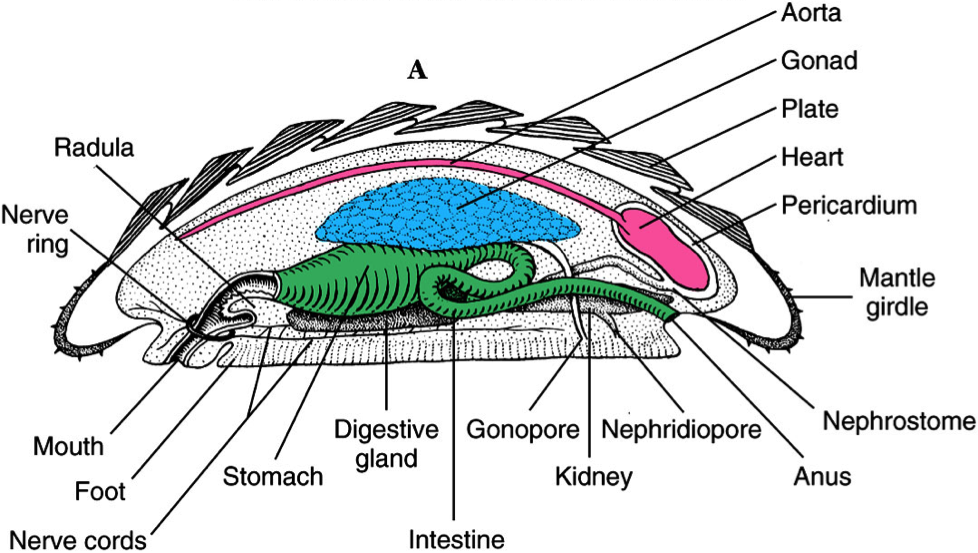 Aorta
A
Gonad
Plate
Radula
Heart
Nerve
ring
Pericardium
Mantle
girdle
Mouth
Foot
Nerve cords
Stomach
Digestive
gland
Intestine
Gonopore
Kidney
Nephridiopore
Anus
Nephrostome